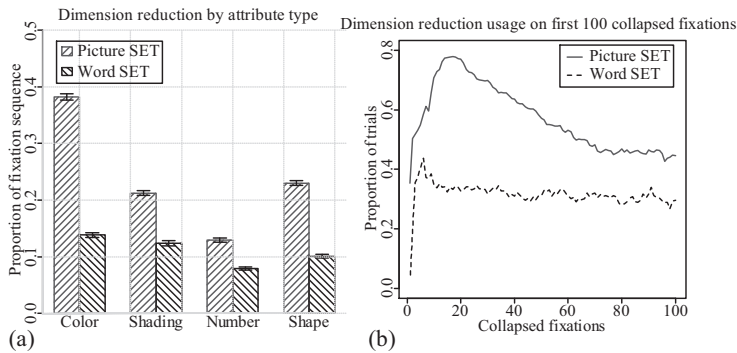 Dimension reduction by attribute type
Proportion of fixation sequence
0.5
0.4
0.3
0.2
0.1
0.0
Picture SET
Word SET
Color Shading Number Shape
(a)
Dimension reduction usage on first 100 collapsed fixations
Proportion of trials
0.8
0.6
0.4
0.2
0.0
Picture SET
Word SET
0 20 40 60 80 100
Collapsed fixations
(b)